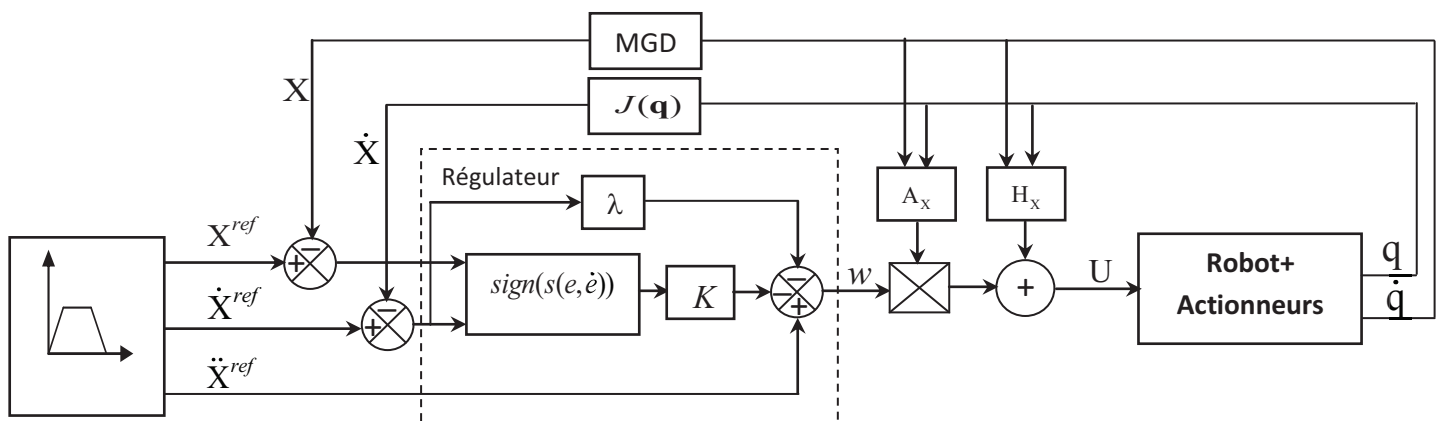 MGD
X
J(q)
Ẋ
Régulateur
λ
A_X
H_X
X^ref
+ −
sign(s(e,ė))
K
−
− +
w
+
U
Robot+
Actionneurs
q
q̇
Ẋ^ref
+ −
Ẍ^ref